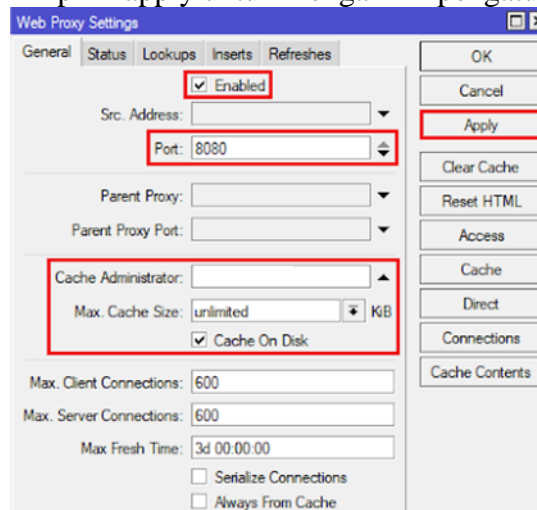 Web Proxy Settings
General Status Lookups Inserts Refreshes
Enabled
Src. Address:
Port: 8080
Parent Proxy:
Parent Proxy Port:
Cache Administrator:
Max. Cache Size: unlimited KiB
Cache On Disk
Max. Client Connections: 600
Max. Server Connections: 600
Max Fresh Time: 3d 00:00:00
Serialize Connections
Always From Cache
OK
Cancel
Apply
Clear Cache
Reset HTML
Access
Cache
Direct
Connections
Cache Contents